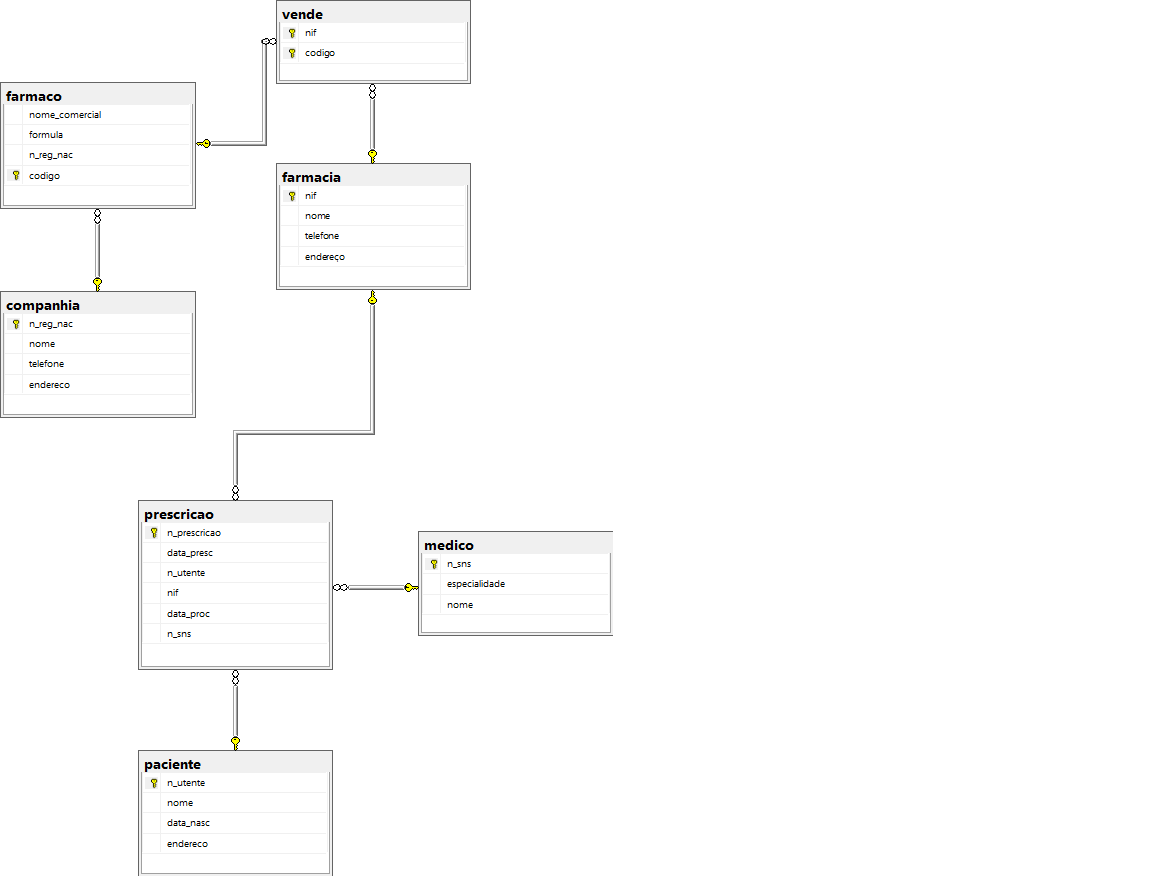 vende
nif
codigo
farmaco
nome_comercial
formula
n_reg_nac
codigo
farmacia
nif
nome
telefone
endereço
companhia
n_reg_nac
nome
telefone
endereco
prescricao
n_prescricao
data_presc
n_utente
nif
data_proc
n_sns
medico
n_sns
especialidade
nome
paciente
n_utente
nome
data_nasc
endereco